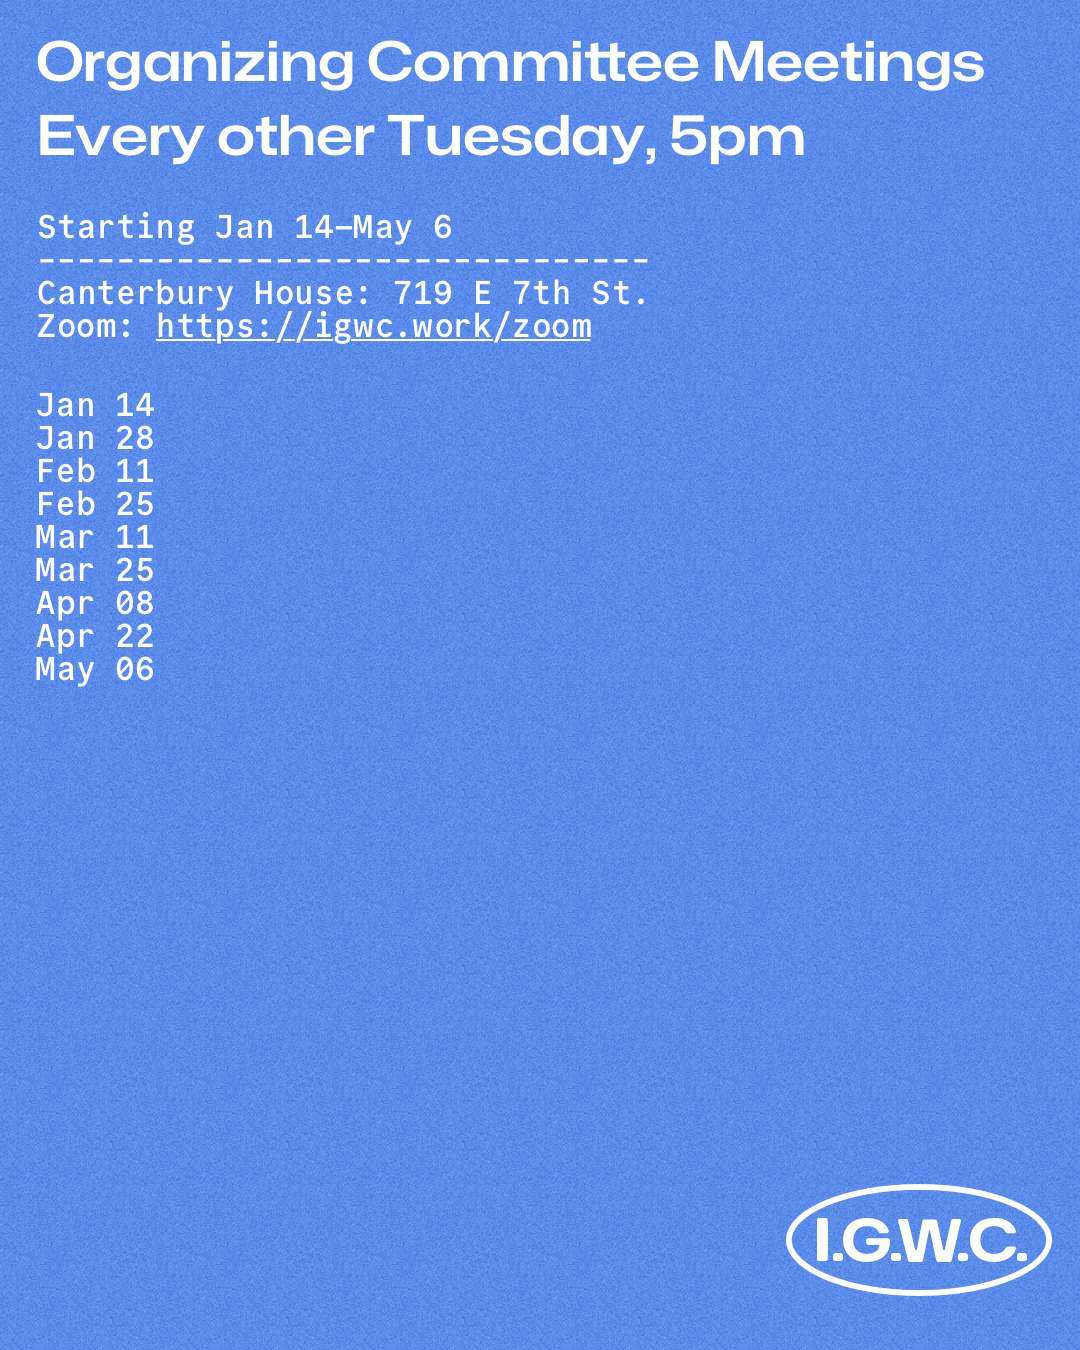 Organizing Committee Meetings
Every other Tuesday, 5pm
Starting Jan 14–May 6
-------------------------------
Canterbury House: 719 E 7th St.
Zoom: https://igwc.work/zoom
Jan 14
Jan 28
Feb 11
Feb 25
Mar 11
Mar 25
Apr 08
Apr 22
May 06
I.G.W.C.